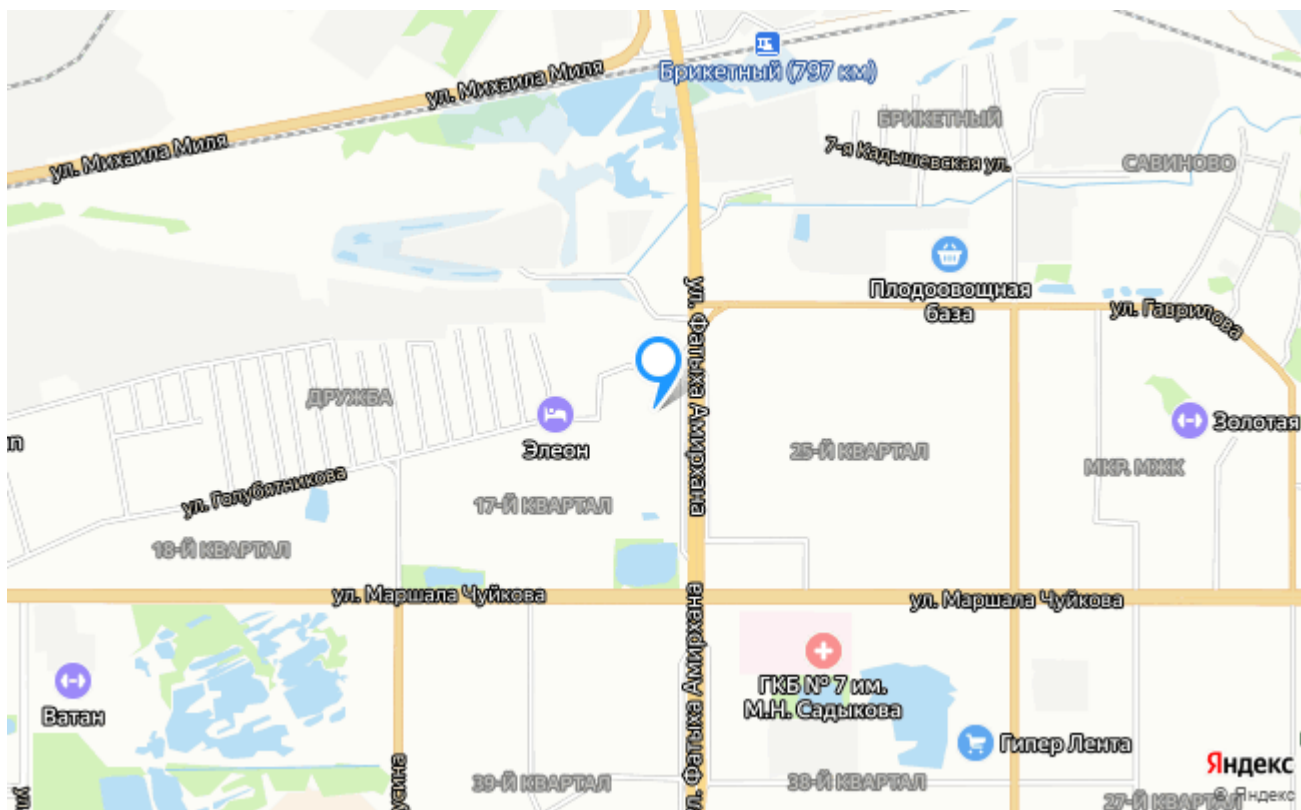 Брикетный (797 км)
ул. Михаила Миля
ул. Михаила Миля
БРИКЕТНЫЙ
7-я Кадышевская ул.
САВИНОВО
Плодоовощная
база
ул. Гаврилова
ул. Фатыха Амирхана
ДРУЖБА
Элеон
25-Й КВАРТАЛ
Золотая
МКР. МЖК
ул. Голубятникова
17-Й КВАРТАЛ
18-Й КВАРТАЛ
ул. Маршала Чуйкова
ул. Маршала Чуйкова
ул. Фатыха Амирхана
ГКБ № 7 им.
М.Н. Садыкова
Ватан
Гипер Лента
усина
39-Й КВАРТАЛ
38-Й КВАРТАЛ
27-Й КВАРТ
Яндекс
© Яндекс